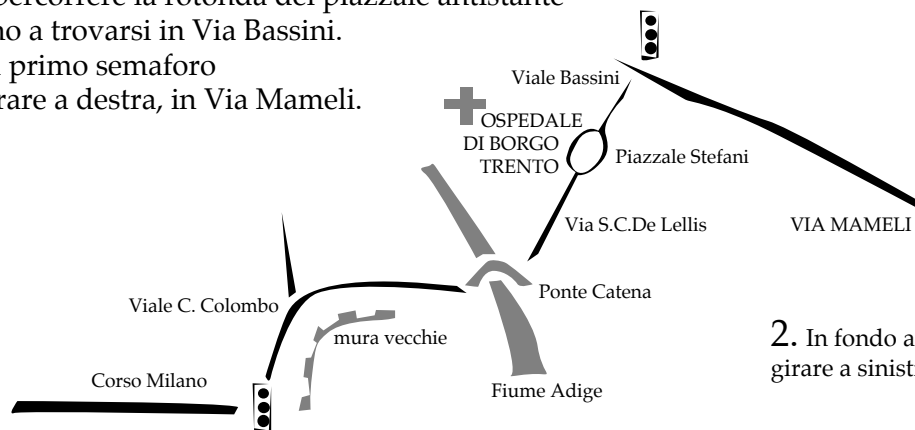 percorrere la rotonda del piazzale antistante
a trovarsi in Via Bassini.
primo semaforo
a destra, in Via Mameli.
Viale Bassini
OSPEDALE
DI BORGO
TRENTO
Piazzale Stefani
Via S.C.De Lellis
VIA MAMELI
Ponte Catena
Viale C. Colombo
mura vecchie
2. In fondo a
girare a
Corso Milano
Fiume Adige